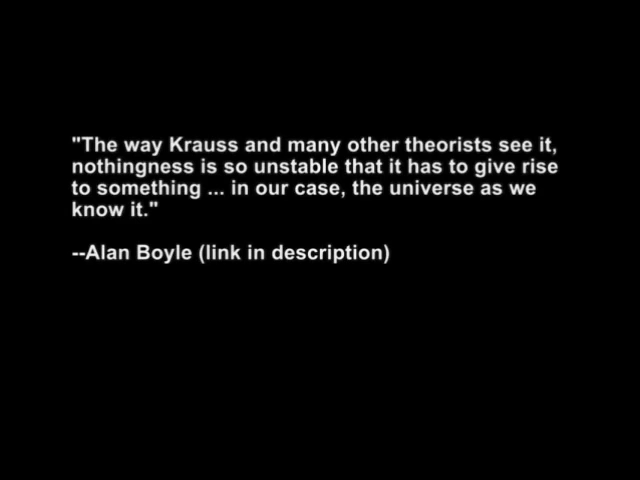 "The way Krauss and many other theorists see it,
nothingness is so unstable that it has to give rise
to something ... in our case, the universe as we
know it."
--Alan Boyle (link in description)